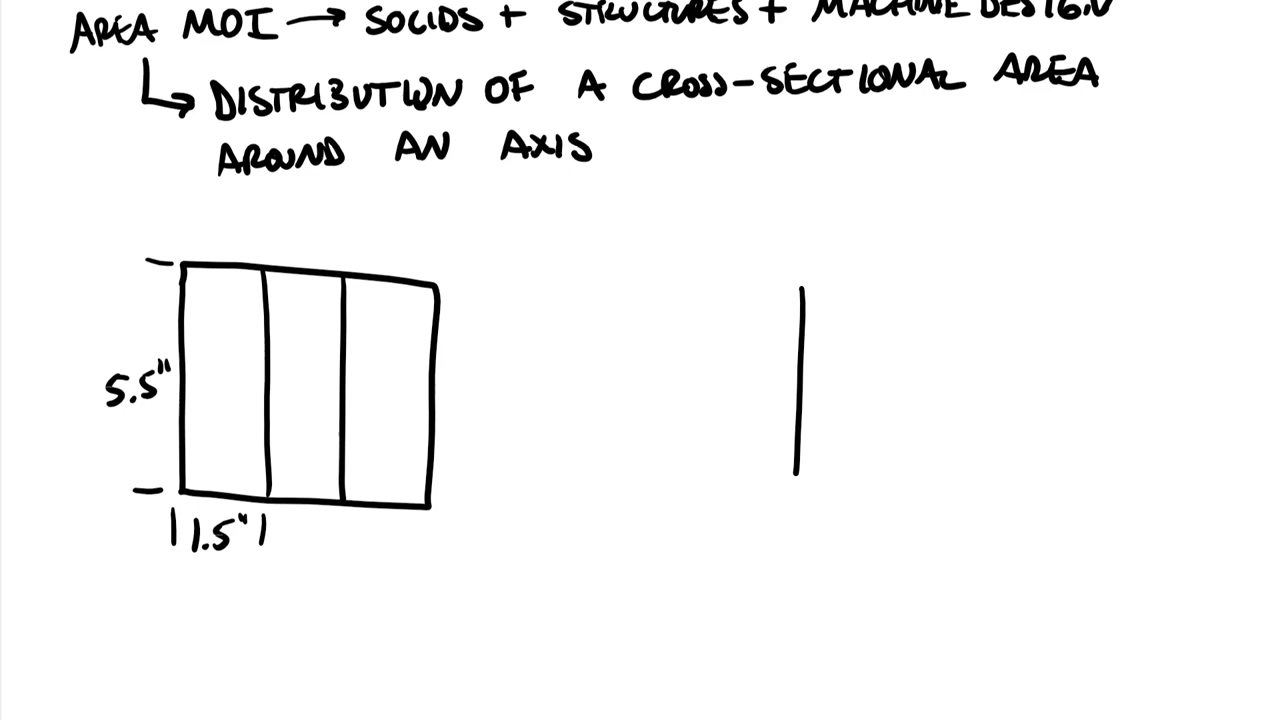 AREA MOI → SOLIDS + STRUCTURES + MACHINE DESIGN
↳ DISTRIBUTION OF A CROSS-SECTIONAL AREA
AROUND AN AXIS
5.5"
1.5"